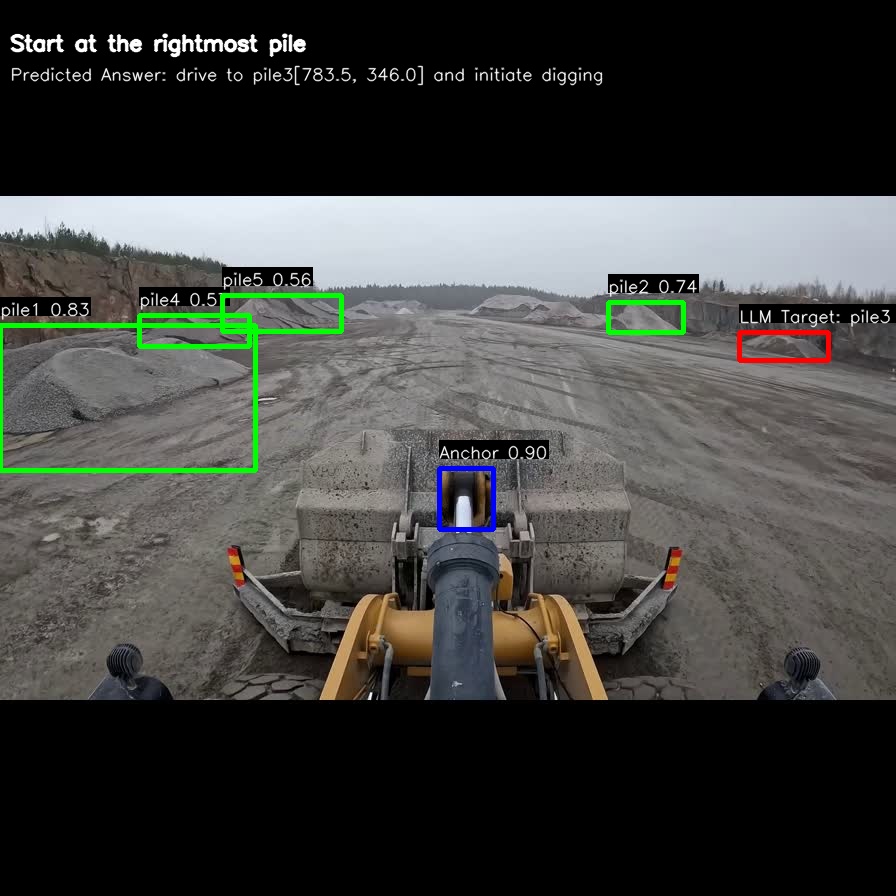 Start at the rightmost pile
Predicted Answer: drive to pile3[783.5, 346.0] and initiate digging
pile5 0.56
pile2 0.74
pile4 0.57
pile1 0.83
LLM Target: pile3
Anchor 0.90